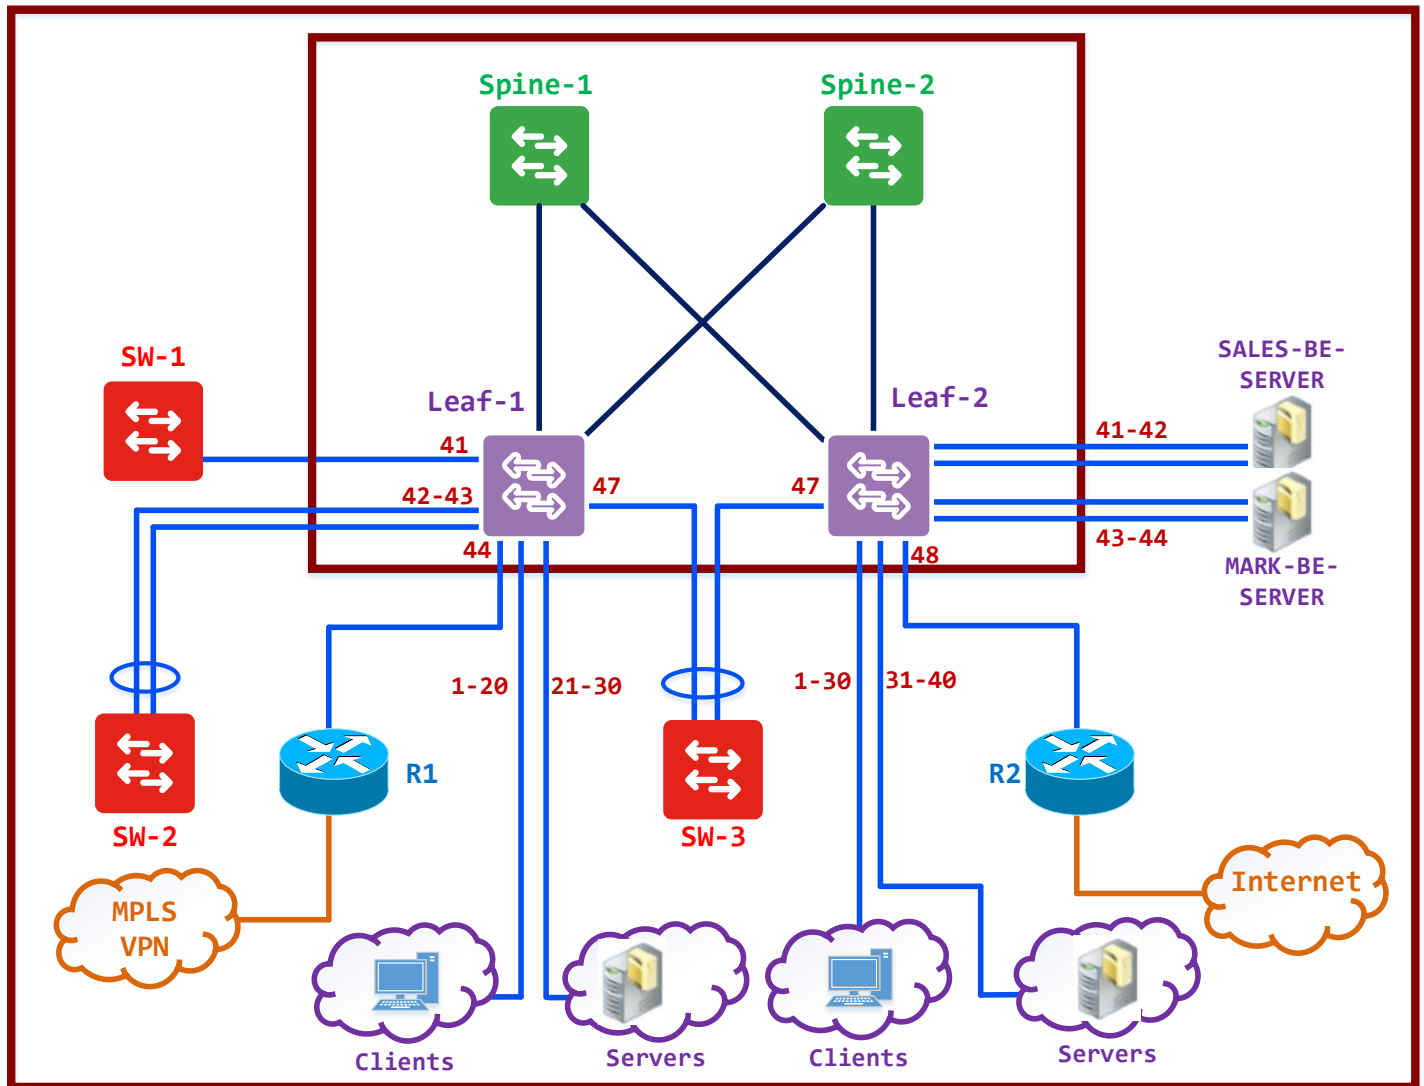 Spine-1
Spine-2
SW-1
SALES-BE-
SERVER
Leaf-1
Leaf-2
41
41-42
42-43
47
47
44
48
43-44
MARK-BE-
SERVER
1-20
21-30
1-30
31-40
R1
R2
SW-2
SW-3
MPLS
VPN
Internet
Clients
Servers
Clients
Servers